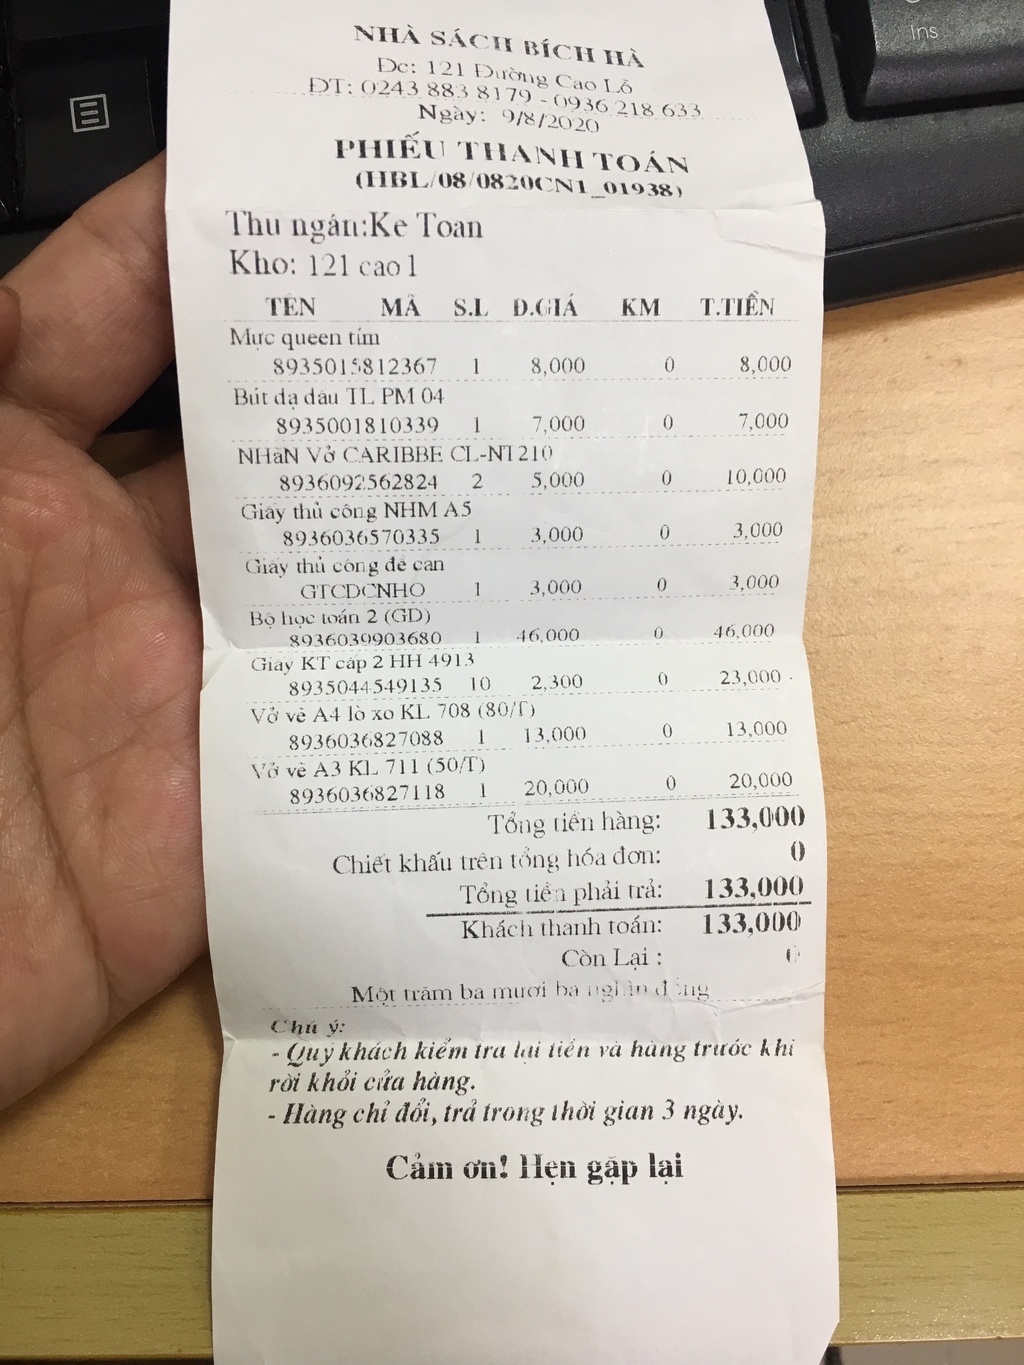 Ins
NHÀ SÁCH BÍCH HÀ
Đc: 121 Đường Cao Lỗ
ĐT: 0243 883 8179 - 0936 218 633
Ngày: 9/8/2020
PHIẾU THANH TOÁN
(HBL/08/0820CN1_01938)
Thu ngân:Ke Toan
Kho: 121 cao l
TÊN MÃ S.L Đ.GIÁ KM T.TIỀN
Mực queen tím
8935015812367 1 8,000 0 8,000
Bút dạ dầu TL PM 04
8935001810339 1 7,000 0 7,000
NHãN Vở CARIBBE CL-NT210
8936092562824 2 5,000 0 10,000
Giấy thủ công NHM A5
8936036570335 1 3,000 0 3,000
Giấy thủ công đề can
GTCDCNHO 1 3,000 0 3,000
Bộ học toán 2 (GD)
8936039903680 1 46,000 0 46,000
Giấy KT cấp 2 HH 4913
8935044549135 10 2,300 0 23,000
Vở vẽ A4 lò xo KL 708 (80/T)
8936036827088 1 13,000 0 13,000
Vở vẽ A3 KL 711 (50/T)
8936036827118 1 20,000 0 20,000
Tổng tiền hàng: 133,000
Chiết khấu trên tổng hóa đơn: 0
Tổng tiền phải trả: 133,000
Khách thanh toán: 133,000
Còn Lại : 0
Một trăm ba mươi ba nghìn đồng
Chú ý:
- Quý khách kiểm tra lại tiền và hàng trước khi
rời khỏi cửa hàng.
- Hàng chỉ đổi, trả trong thời gian 3 ngày.
Cảm ơn! Hẹn gặp lại